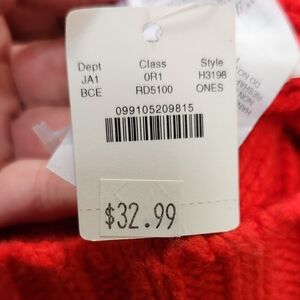 Dept Class Style
JA1 0R1 H3198
BCE RD5100 ONES
099105209815
$32.99